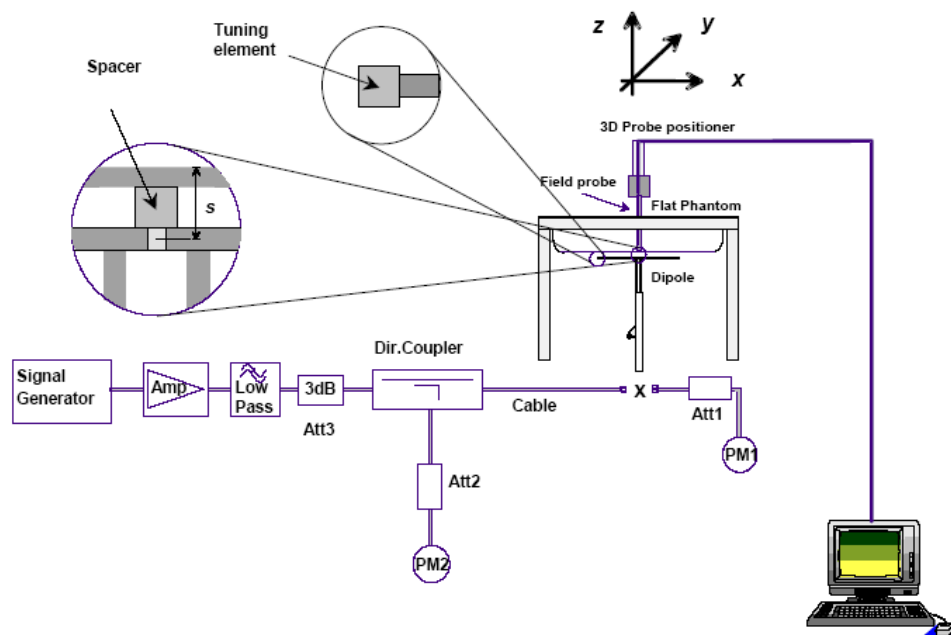 Tuning
element
Spacer
s
z
y
x
3D Probe positioner
Field probe
Flat Phantom
Dipole
Dir.Coupler
Signal
Generator
Amp
Low
Pass
3dB
Att3
Cable
X
Att1
PM1
Att2
PM2